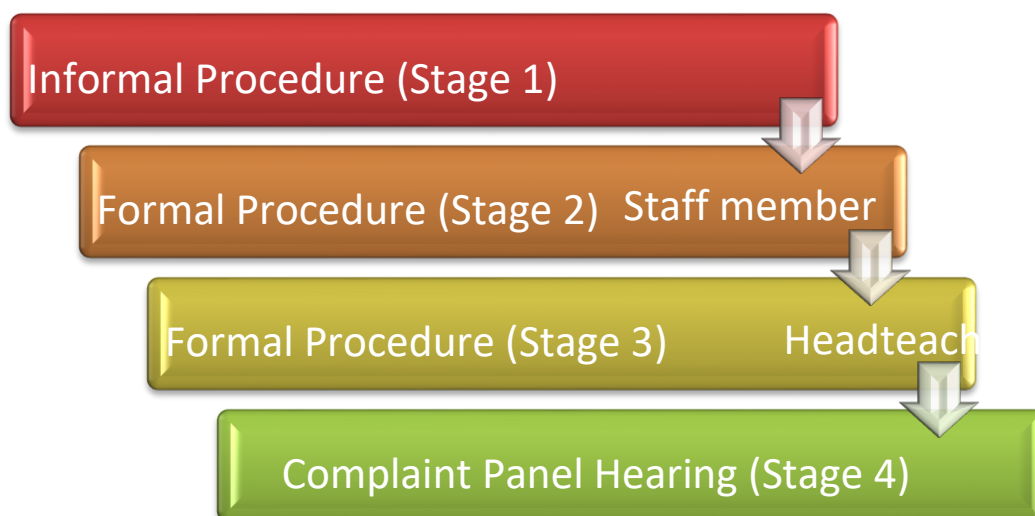 Informal Procedure (Stage 1)
Formal Procedure (Stage 2) Staff member
Formal Procedure (Stage 3) Headteach
Complaint Panel Hearing (Stage 4)